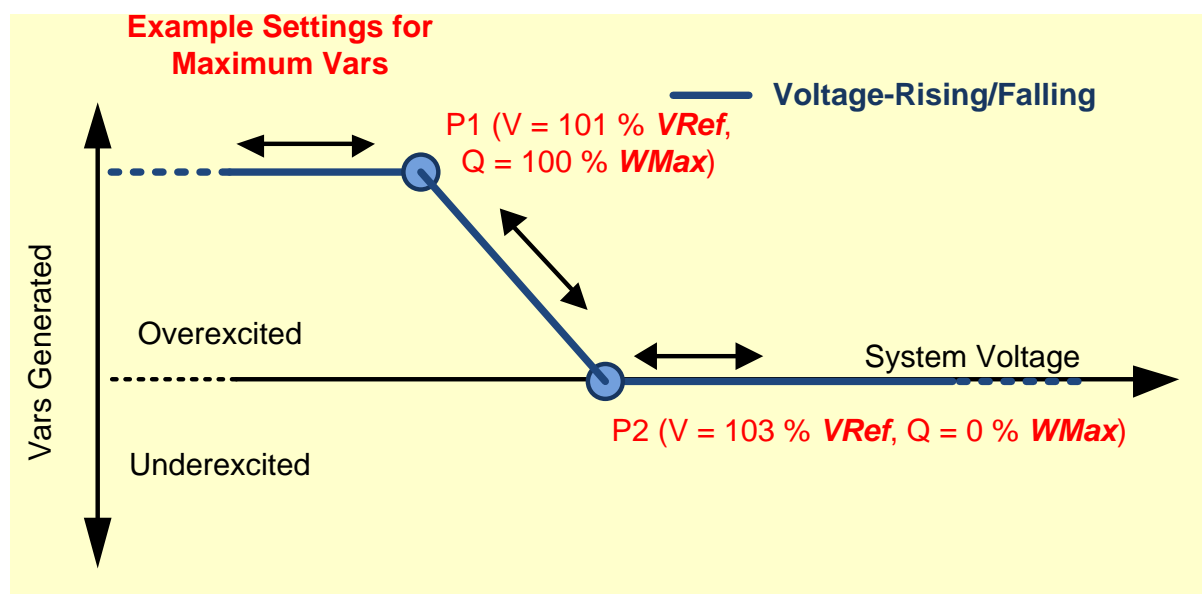 Example Settings for
Maximum Vars
Voltage-Rising/Falling
P1 (V = 101 % VRef,
Q = 100 % WMax)
Vars Generated
Overexcited
System Voltage
P2 (V = 103 % VRef, Q = 0 % WMax)
Underexcited